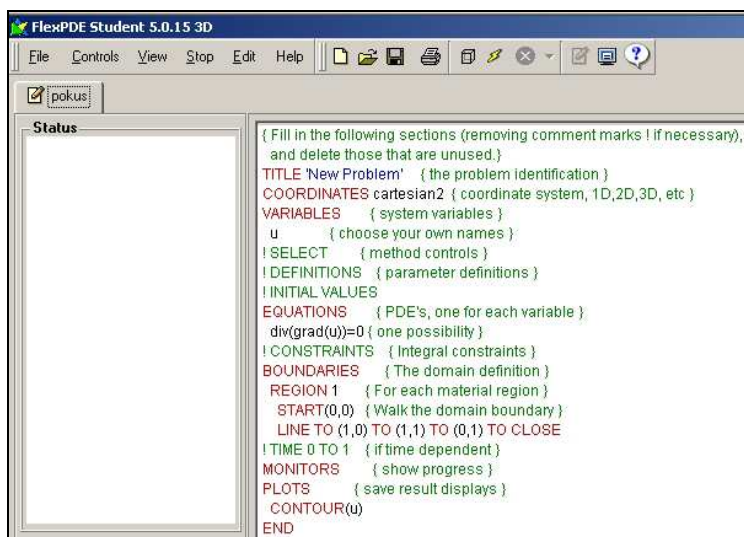 FlexPDE Student 5.0.15 3D
File Controls View Stop Edit Help
pokus
Status
{ Fill in the following sections (removing comment marks ! if necessary),
and delete those that are unused.}
TITLE 'New Problem' { the problem identification }
COORDINATES cartesian2 { coordinate system, 1D,2D,3D, etc }
VARIABLES { system variables }
u { choose your own names }
! SELECT { method controls }
! DEFINITIONS { parameter definitions }
! INITIAL VALUES
EQUATIONS { PDE's, one for each variable }
div(grad(u))=0 { one possibility }
! CONSTRAINTS { Integral constraints }
BOUNDARIES { The domain definition }
REGION 1 { For each material region }
START(0,0) { Walk the domain boundary }
LINE TO (1,0) TO (1,1) TO (0,1) TO CLOSE
! TIME 0 TO 1 { if time dependent }
MONITORS { show progress }
PLOTS { save result displays }
CONTOUR(u)
END